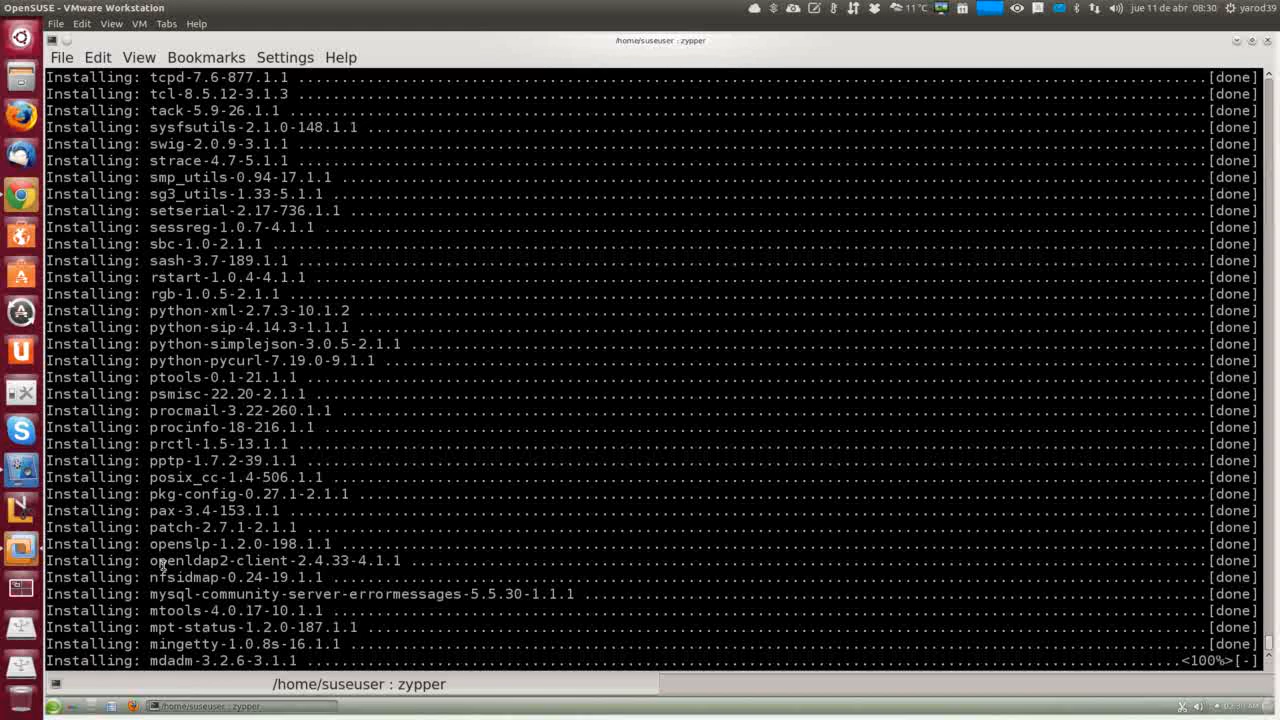 OpenSUSE - VMware Workstation
11°C
jue 11 de abr 08:30
yarod39
File Edit View VM Tabs Help
/home/suseuser : zypper
File Edit View Bookmarks Settings Help
Installing: tcpd-7.6-877.1.1 [done]
Installing: tcl-8.5.12-3.1.3 [done]
Installing: tack-5.9-26.1.1 [done]
Installing: sysfsutils-2.1.0-148.1.1 [done]
Installing: swig-2.0.9-3.1.1 [done]
Installing: strace-4.7-5.1.1 [done]
Installing: smp_utils-0.94-17.1.1 [done]
Installing: sg3_utils-1.33-5.1.1 [done]
Installing: setserial-2.17-736.1.1 [done]
Installing: sessreg-1.0.7-4.1.1 [done]
Installing: sbc-1.0-2.1.1 [done]
Installing: sash-3.7-189.1.1 [done]
Installing: rstart-1.0.4-4.1.1 [done]
Installing: rgb-1.0.5-2.1.1 [done]
Installing: python-xml-2.7.3-10.1.2 [done]
Installing: python-sip-4.14.3-1.1.1 [done]
Installing: python-simplejson-3.0.5-2.1.1 [done]
Installing: python-pycurl-7.19.0-9.1.1 [done]
Installing: ptools-0.1-21.1.1 [done]
Installing: psmisc-22.20-2.1.1 [done]
Installing: procmail-3.22-260.1.1 [done]
Installing: procinfo-18-216.1.1 [done]
Installing: prctl-1.5-13.1.1 [done]
Installing: pptp-1.7.2-39.1.1 [done]
Installing: posix_cc-1.4-506.1.1 [done]
Installing: pkg-config-0.27.1-2.1.1 [done]
Installing: pax-3.4-153.1.1 [done]
Installing: patch-2.7.1-2.1.1 [done]
Installing: openslp-1.2.0-198.1.1 [done]
Installing: openldap2-client-2.4.33-4.1.1 [done]
Installing: nfsidmap-0.24-19.1.1 [done]
Installing: mysql-community-server-errormessages-5.5.30-1.1.1 [done]
Installing: mtools-4.0.17-10.1.1 [done]
Installing: mpt-status-1.2.0-187.1.1 [done]
Installing: mingetty-1.0.8s-16.1.1 [done]
Installing: mdadm-3.2.6-3.1.1 <100%>[-]
/home/suseuser : zypper
/home/suseuser : zypper